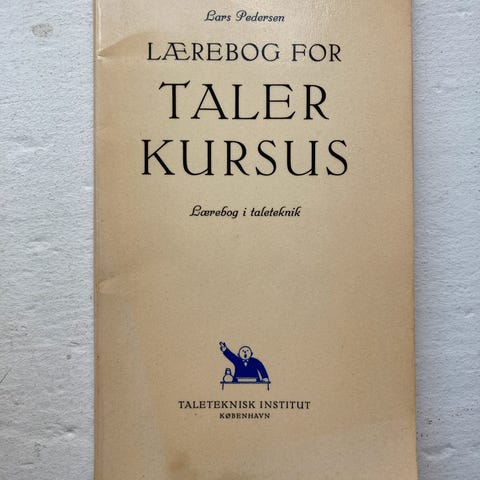 Lars Pedersen
LÆREBOG FOR
TALER
KURSUS
Lærebog i taleteknik
TALETEKNISK INSTITUT
KØBENHAVN